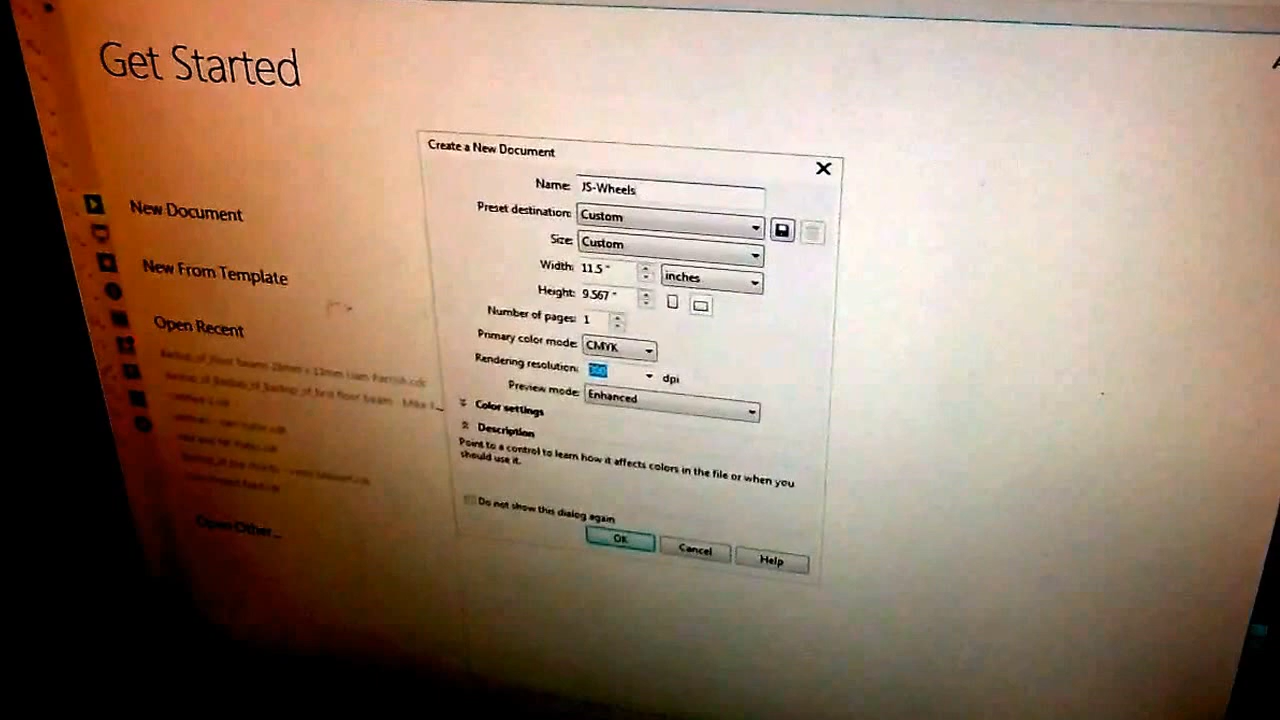 Get Started
New Document
New From Template
Open Recent
Open Other...
Create a New Document
Name: JS-Wheels
Preset destination: Custom
Size: Custom
Width: 11.5 " inches
Height: 9.567 "
Number of pages: 1
Primary color mode: CMYK
Rendering resolution: 300 dpi
Preview mode: Enhanced
Color settings
Description
Point to a control to learn how it affects colors in the file or when you
should use it.
Do not show this dialog again
OK Cancel Help